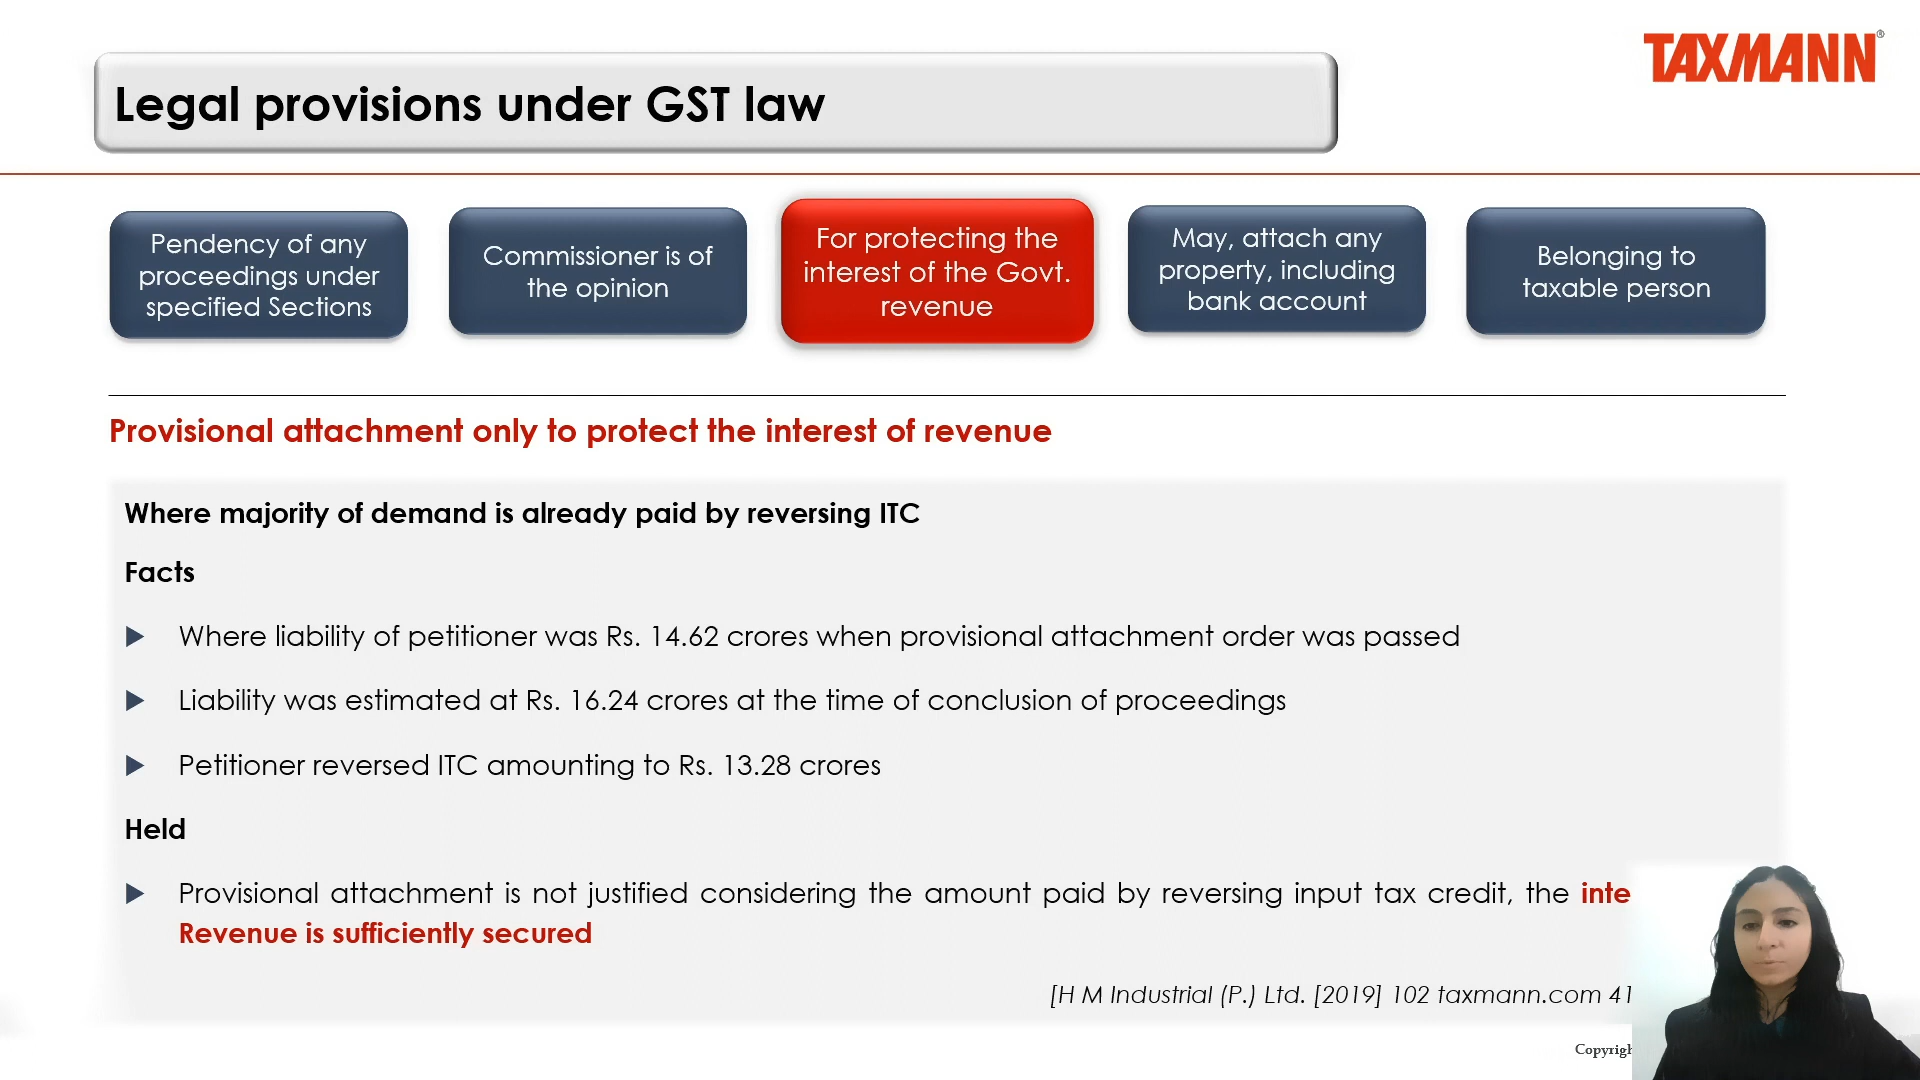 TAXMANN®
Legal provisions under GST law
Pendency of any
proceedings under
specified Sections
Commissioner is of
the opinion
For protecting the
interest of the Govt.
revenue
May, attach any
property, including
bank account
Belonging to
taxable person
Provisional attachment only to protect the interest of revenue
Where majority of demand is already paid by reversing ITC
Facts
Where liability of petitioner was Rs. 14.62 crores when provisional attachment order was passed
Liability was estimated at Rs. 16.24 crores at the time of conclusion of proceedings
Petitioner reversed ITC amounting to Rs. 13.28 crores
Held
Provisional attachment is not justified considering the amount paid by reversing input tax credit, the
Revenue is sufficiently secured
[H M Industrial (P.) Ltd. [2019] 102 taxmann.com